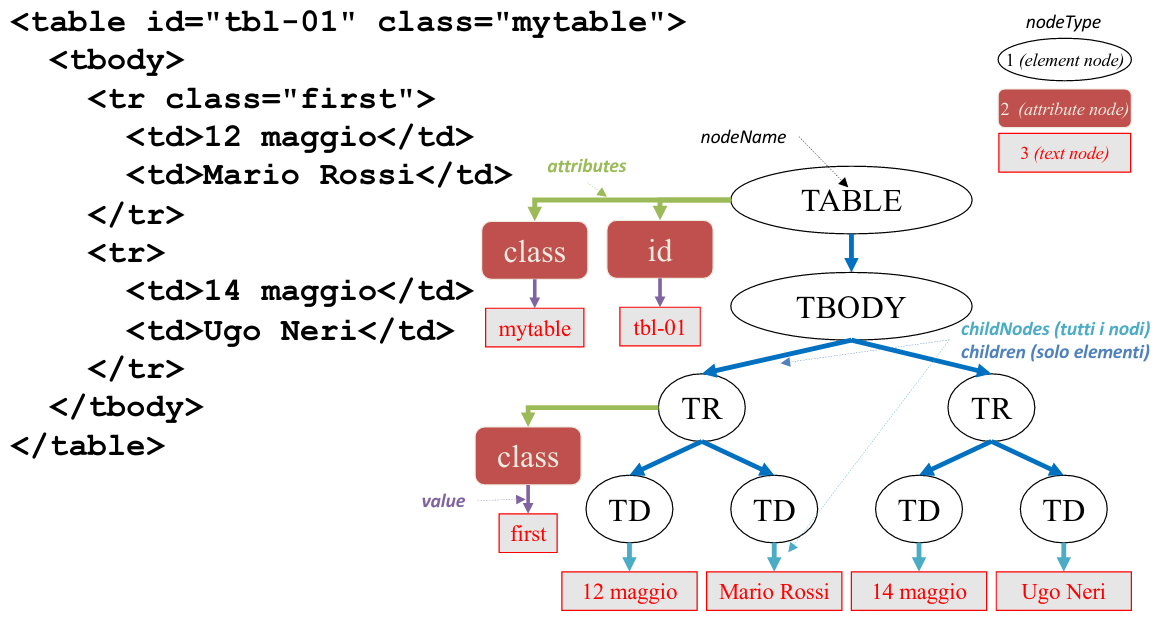 <table id="tbl-01" class="mytable">
<tbody>
<tr class="first">
<td>12 maggio</td>
<td>Mario Rossi</td>
</tr>
<tr>
<td>14 maggio</td>
<td>Ugo Neri</td>
</tr>
</tbody>
</table>
nodeType
1 (element node)
2 (attribute node)
3 (text node)
nodeName
attributes
TABLE
class
id
mytable
tbl-01
TBODY
childNodes (tutti i nodi)
children (solo elementi)
TR
TR
class
value
first
TD
TD
TD
TD
12 maggio
Mario Rossi
14 maggio
Ugo Neri